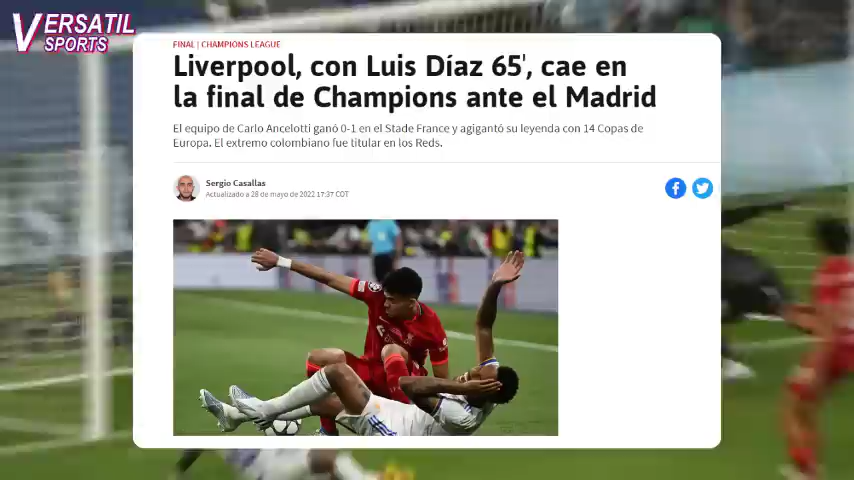 VERSATIL
SPORTS
FINAL | CHAMPIONS LEAGUE
Liverpool, con Luis Díaz 65', cae en
la final de Champions ante el Madrid
El equipo de Carlo Ancelotti ganó 0-1 en el Stade France y agigantó su leyenda con 14 Copas de
Europa. El extremo colombiano fue titular en los Reds.
Sergio Casallas
Actualizado a 28 de mayo de 2022 17:37 COT